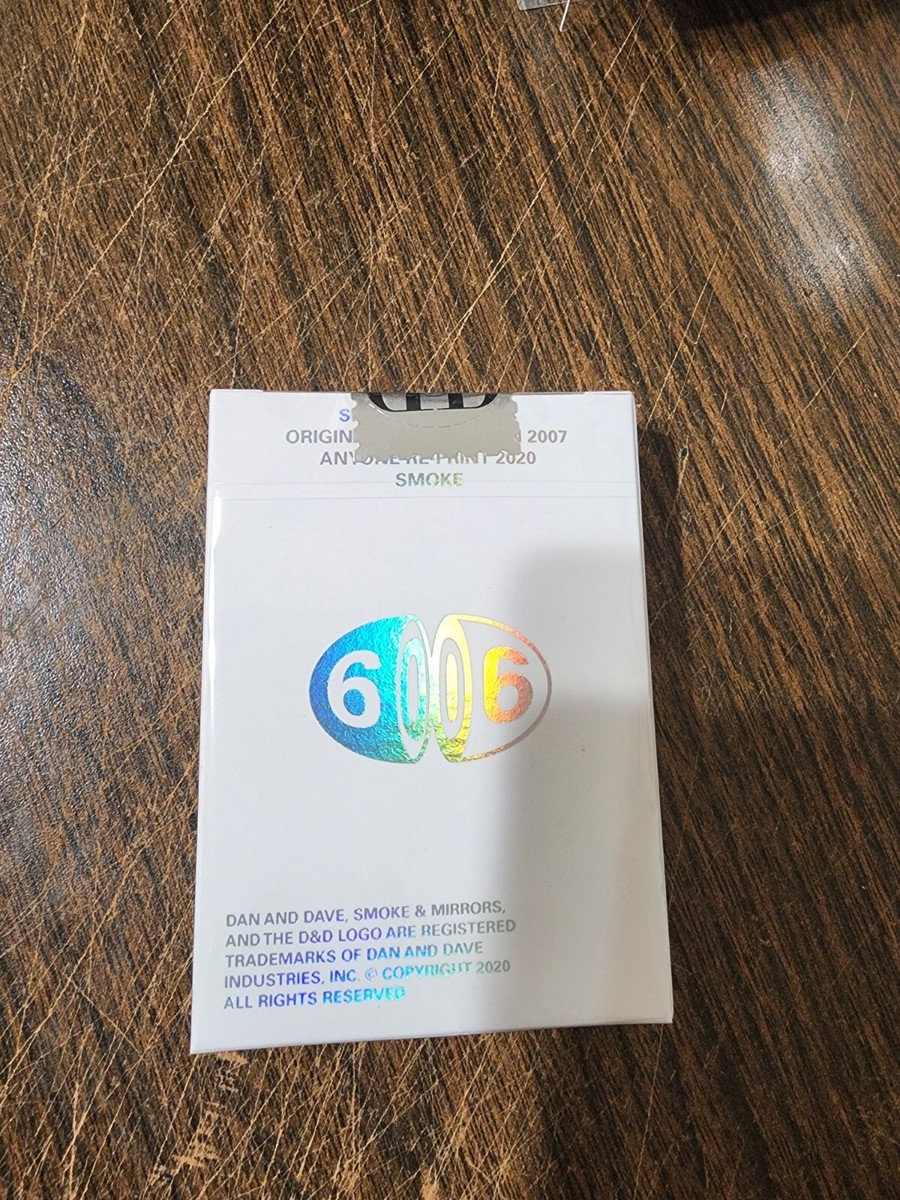 ORIGIN 2007
ANYONE RE-PRINT 2020
SMOKE
6006
DAN AND DAVE, SMOKE & MIRRORS,
AND THE D&D LOGO ARE REGISTERED
TRADEMARKS OF DAN AND DAVE
INDUSTRIES, INC. © COPYRIGHT 2020
ALL RIGHTS RESERVED